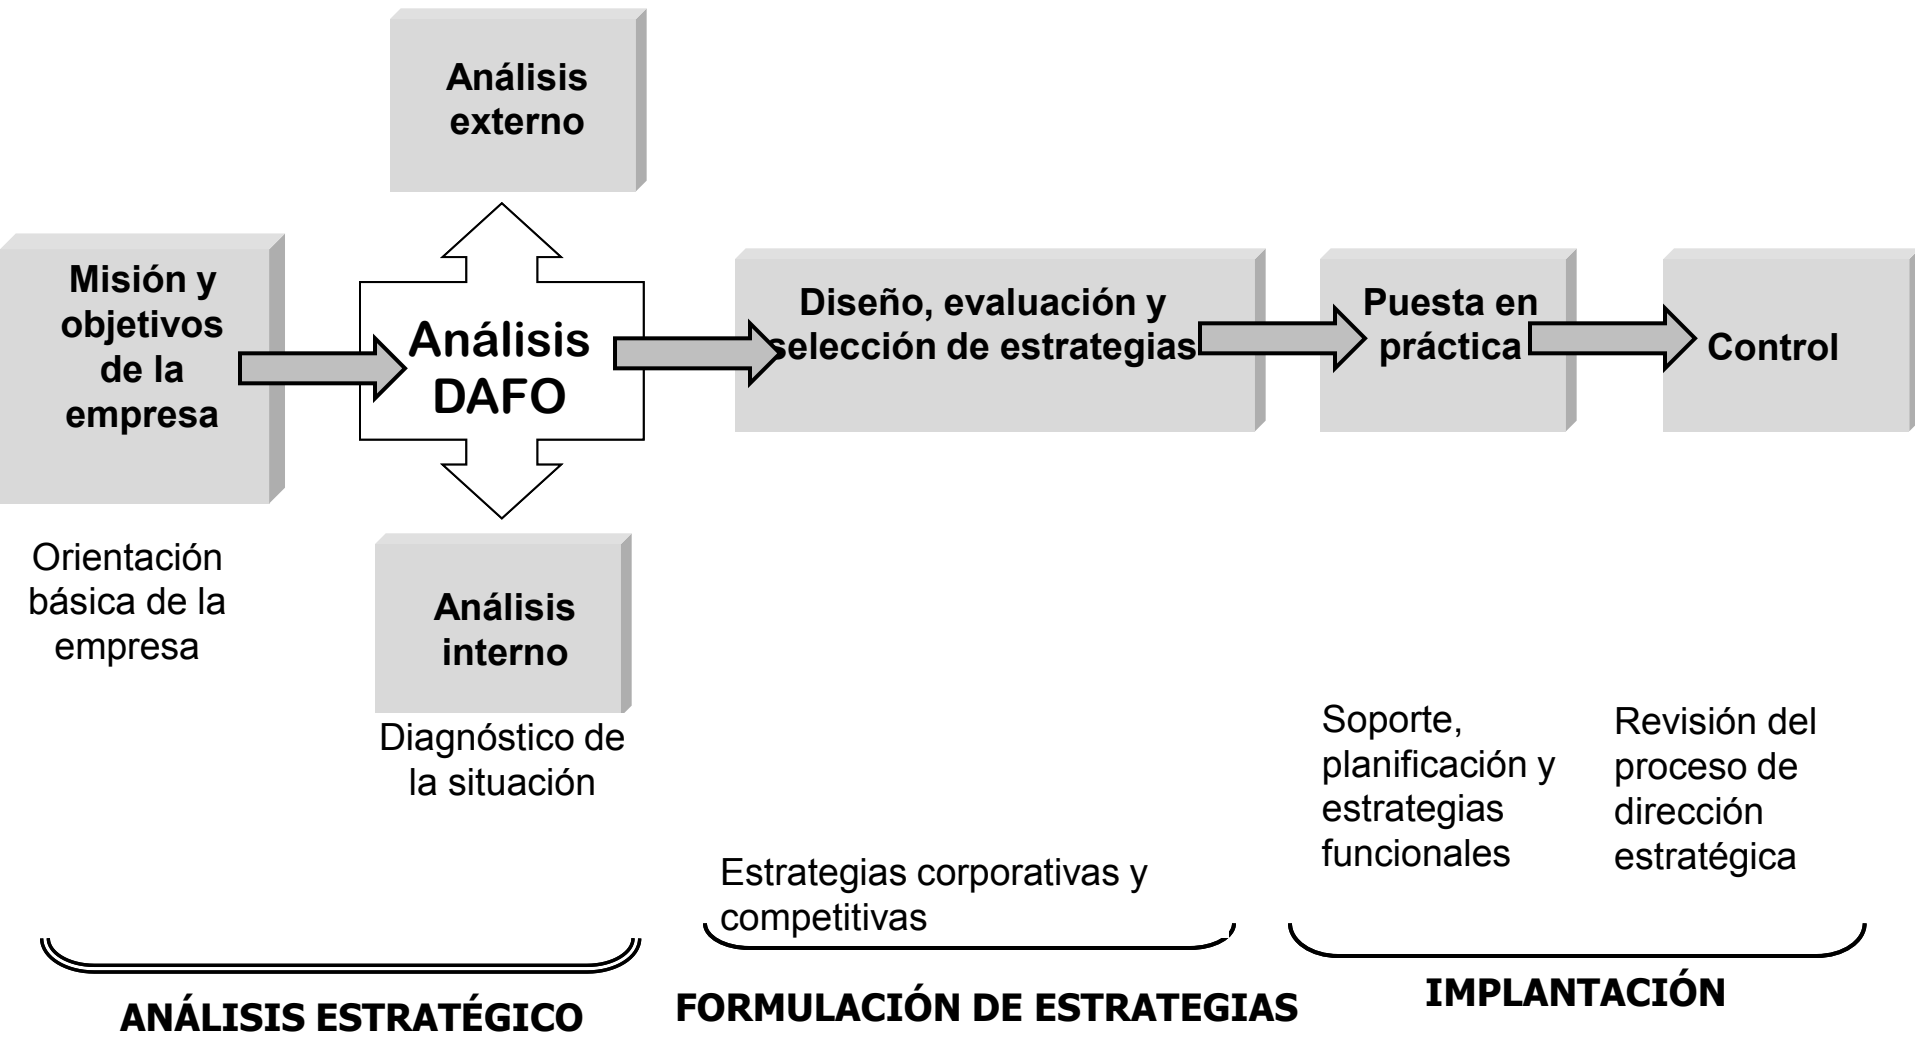 Análisis
externo
Misión y
objetivos
de la
empresa
Análisis
DAFO
Diseño, evaluación y
selección de estrategias
Puesta en
práctica
Control
Orientación
básica de la
empresa
Análisis
interno
Diagnóstico de
la situación
Estrategias corporativas y
competitivas
Soporte,
planificación y
estrategias
funcionales
Revisión del
proceso de
dirección
estratégica
ANÁLISIS ESTRATÉGICO
FORMULACIÓN DE ESTRATEGIAS
IMPLANTACIÓN